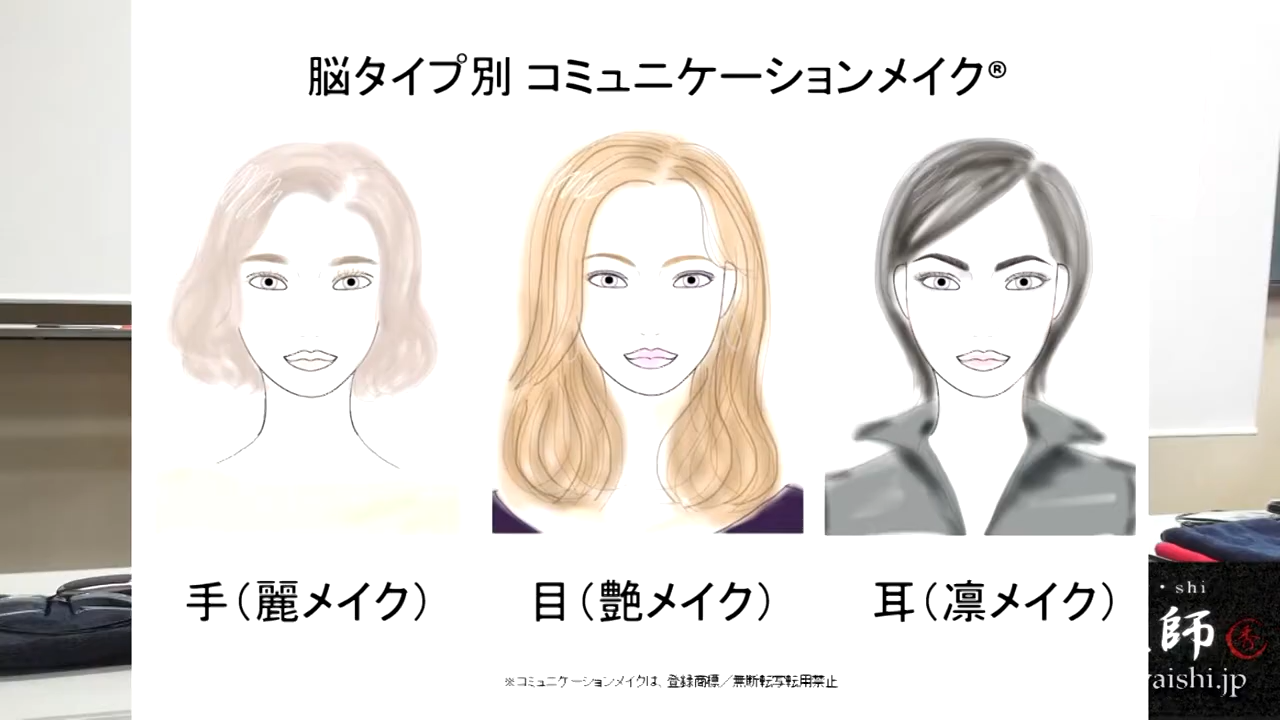 脳タイプ別 コミュニケーションメイク®
手（麗メイク）
目（艶メイク）
耳（凛メイク）
※コミュニケーションメイクは、登録商標／無断転写転用禁止
・shi
師
秀
aishi.jp